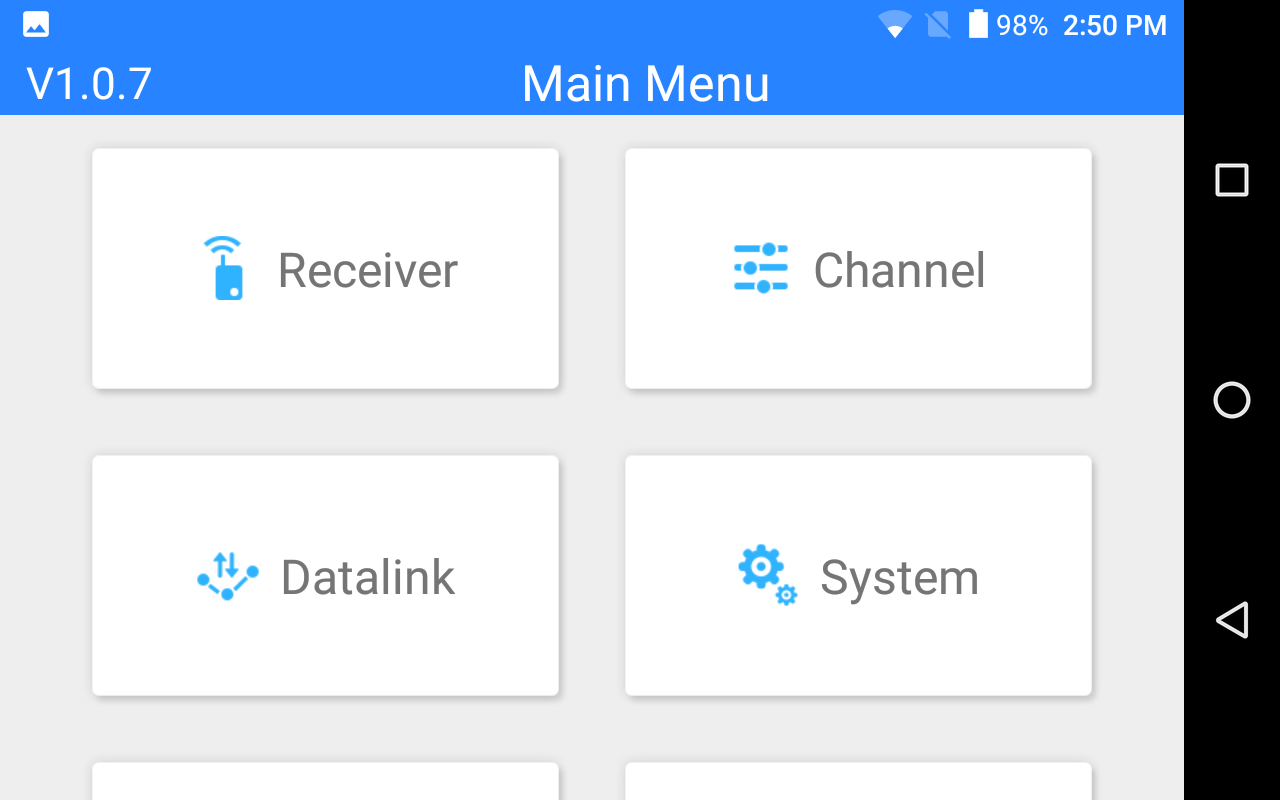 98% 2:50 PM
V1.0.7 Main Menu
Receiver Channel
Datalink System